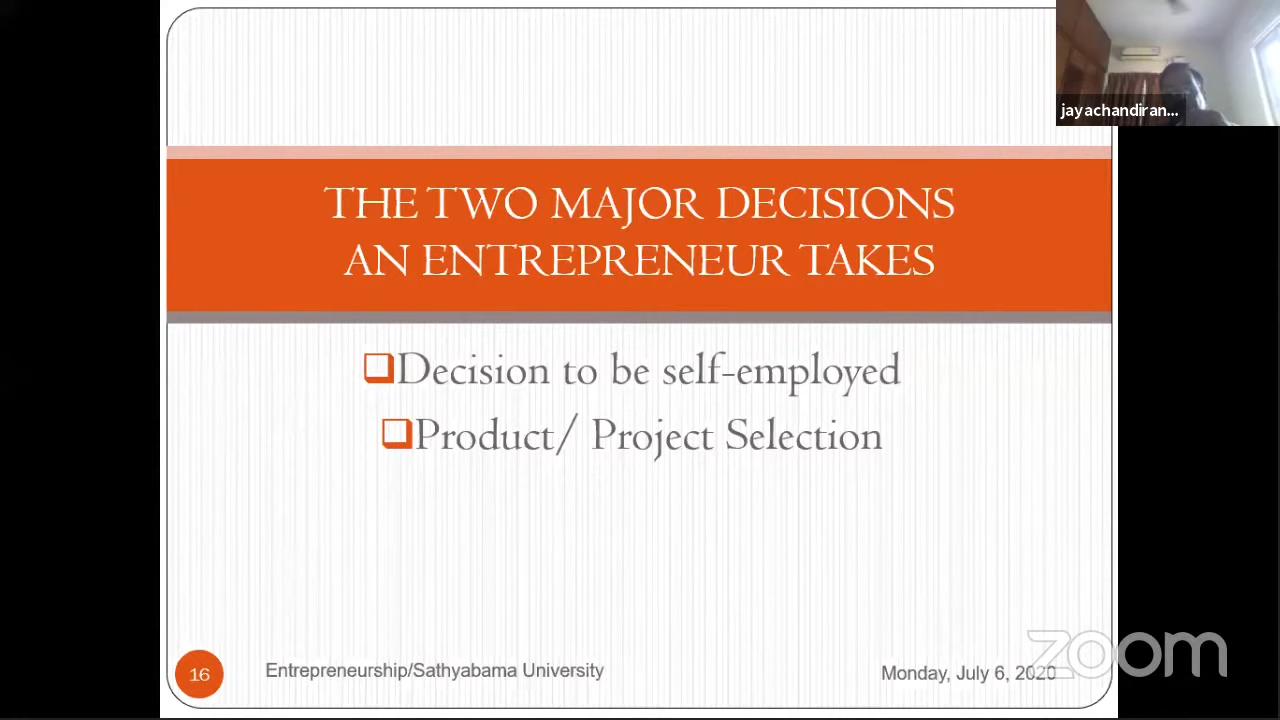 jayachandiran...
THE TWO MAJOR DECISIONS
AN ENTREPRENEUR TAKES
Decision to be self-employed
Product/ Project Selection
16
Entrepreneurship/Sathyabama University
Monday, July 6, 2020
zoom